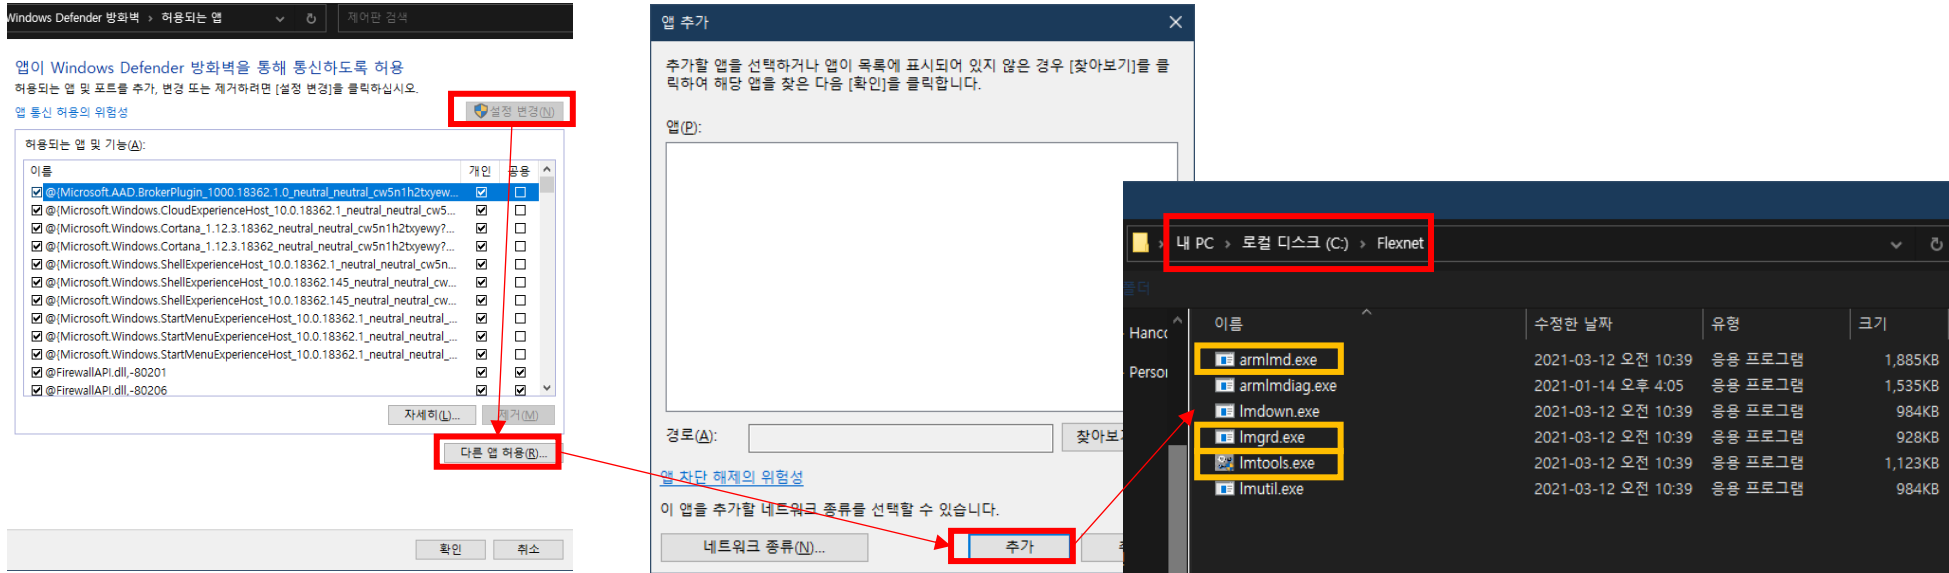 Windows Defender 방화벽 › 허용되는 앱
제어판 검색
앱이 Windows Defender 방화벽을 통해 통신하도록 허용
허용되는 앱 및 포트를 추가, 변경 또는 제거하려면 [설정 변경]을 클릭하십시오.
앱 통신 허용의 위험성
설정 변경(N)
허용되는 앱 및 기능(A):
이름 개인 공용
@{Microsoft.AAD.BrokerPlugin_1000.18362.1.0_neutral_neutral_cw5n1h2txyew...
@{Microsoft.Windows.CloudExperienceHost_10.0.18362.1_neutral_neutral_cw5...
@{Microsoft.Windows.Cortana_1.12.3.18362_neutral_neutral_cw5n1h2txyewy?...
@{Microsoft.Windows.Cortana_1.12.3.18362_neutral_neutral_cw5n1h2txyewy?...
@{Microsoft.Windows.ShellExperienceHost_10.0.18362.1_neutral_neutral_cw5n...
@{Microsoft.Windows.ShellExperienceHost_10.0.18362.145_neutral_neutral_cw...
@{Microsoft.Windows.ShellExperienceHost_10.0.18362.145_neutral_neutral_cw...
@{Microsoft.Windows.StartMenuExperienceHost_10.0.18362.1_neutral_neutral_...
@{Microsoft.Windows.StartMenuExperienceHost_10.0.18362.1_neutral_neutral_...
@{Microsoft.Windows.StartMenuExperienceHost_10.0.18362.1_neutral_neutral_...
@FirewallAPI.dll,-80201
@FirewallAPI.dll,-80206
자세히(L)... 제거(M)
다른 앱 허용(R)...
확인 취소
앱 추가
추가할 앱을 선택하거나 앱이 목록에 표시되어 있지 않은 경우 [찾아보기]를 클
릭하여 해당 앱을 찾은 다음 [확인]을 클릭합니다.
앱(P):
경로(A): 찾아보
앱 차단 해제의 위험성
이 앱을 추가할 네트워크 종류를 선택할 수 있습니다.
네트워크 종류(N)... 추가
내 PC › 로컬 디스크 (C:) › Flexnet
폴더
Hanco
Person
이름 수정한 날짜 유형 크기
armlmd.exe 2021-03-12 오전 10:39 응용 프로그램 1,885KB
armlmdiag.exe 2021-01-14 오후 4:05 응용 프로그램 1,535KB
lmdown.exe 2021-03-12 오전 10:39 응용 프로그램 984KB
lmgrd.exe 2021-03-12 오전 10:39 응용 프로그램 928KB
lmtools.exe 2021-03-12 오전 10:39 응용 프로그램 1,123KB
lmutil.exe 2021-03-12 오전 10:39 응용 프로그램 984KB